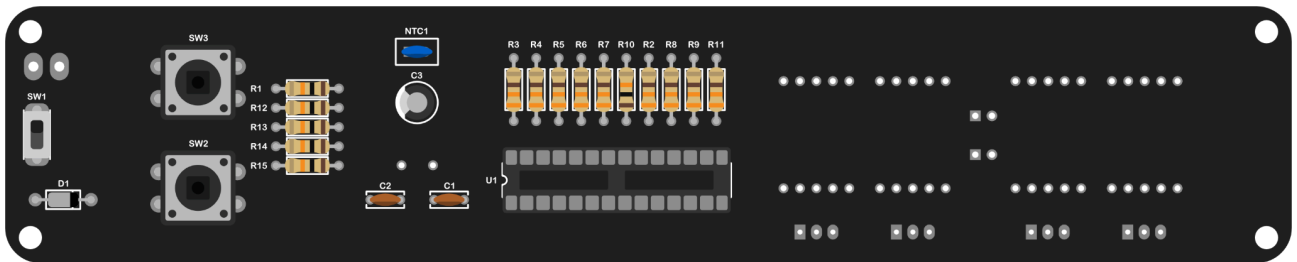 SW3
NTC1
R3 R4 R5 R6 R7 R10 R2 R8 R9 R11
C3
R1
SW1
R12
R13
SW2
R14
R15
D1
C2
C1
U1